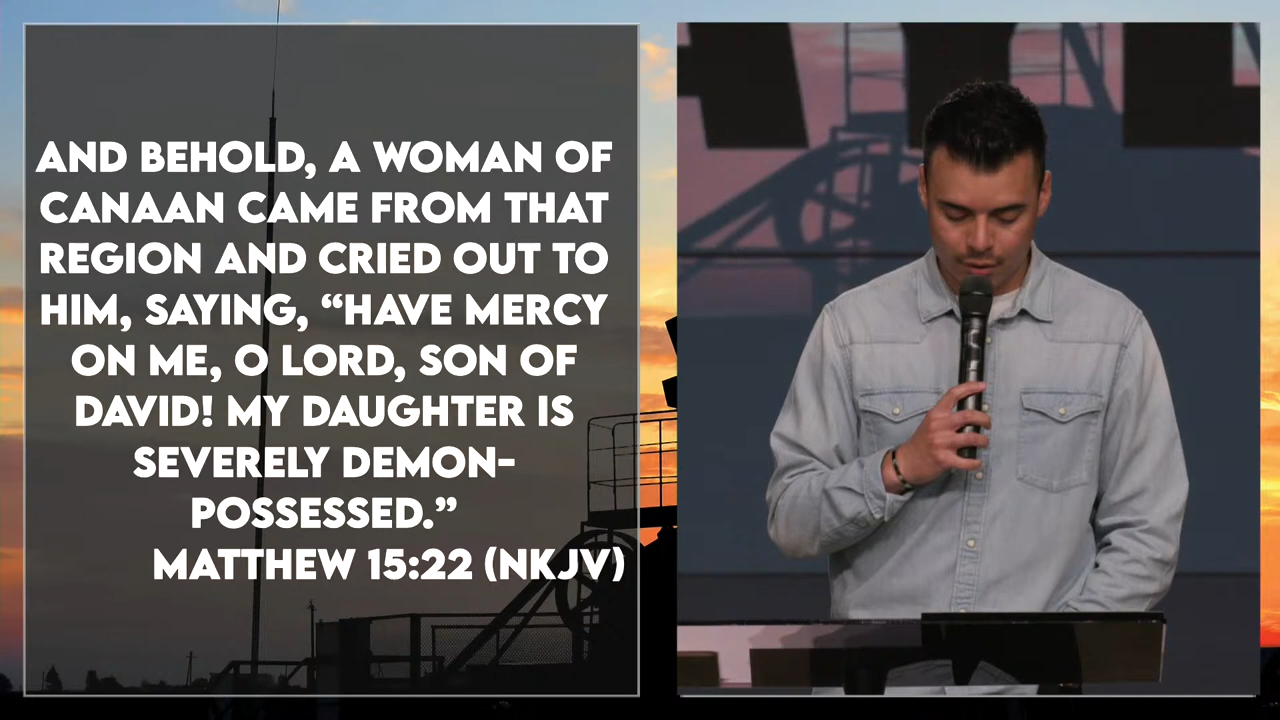 AND BEHOLD, A WOMAN OF
CANAAN CAME FROM THAT
REGION AND CRIED OUT TO
HIM, SAYING, “HAVE MERCY
ON ME, O LORD, SON OF
DAVID! MY DAUGHTER IS
SEVERELY DEMON-
POSSESSED.”
MATTHEW 15:22 (NKJV)